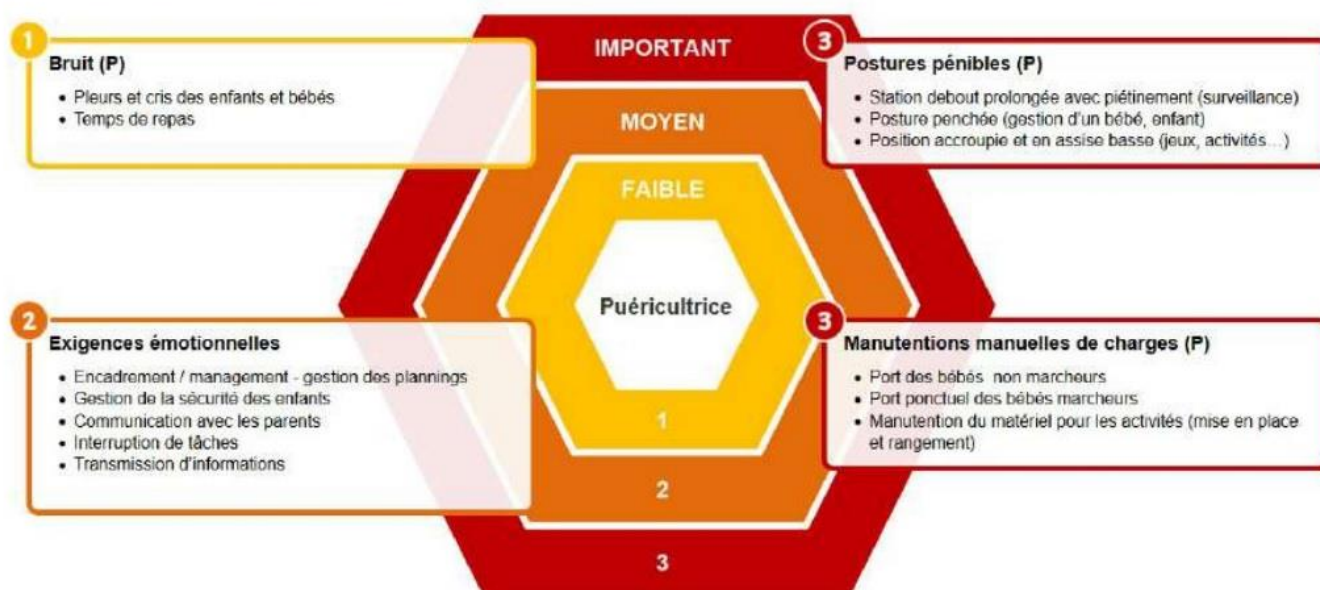 1
Bruit (P)
• Pleurs et cris des enfants et bébés
• Temps de repas
IMPORTANT
MOYEN
FAIBLE
Puéricultrice
1
2
3
3
Postures pénibles (P)
• Station debout prolongée avec piétinement (surveillance)
• Posture penchée (gestion d'un bébé, enfant)
• Position accroupie et en assise basse (jeux, activités…)
2
Exigences émotionnelles
• Encadrement / management - gestion des plannings
• Gestion de la sécurité des enfants
• Communication avec les parents
• Interruption de tâches
• Transmission d'informations
3
Manutentions manuelles de charges (P)
• Port des bébés non marcheurs
• Port ponctuel des bébés marcheurs
• Manutention du matériel pour les activités (mise en place
et rangement)